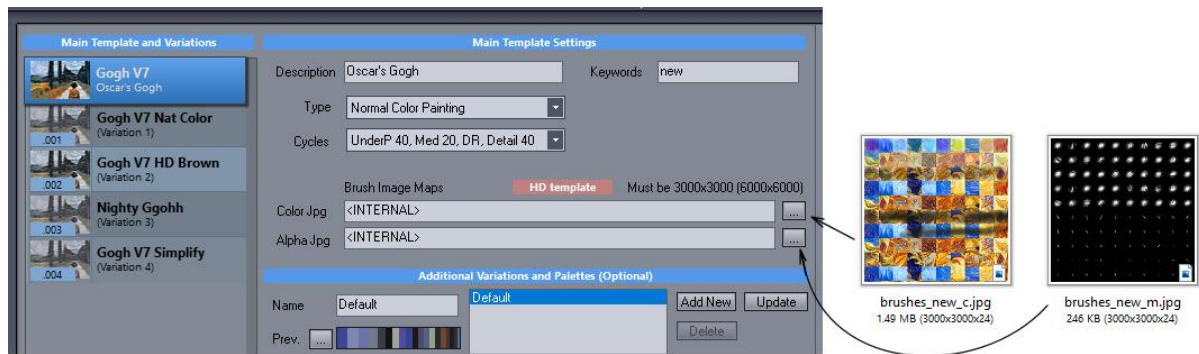 Main Template and Variations
Gogh V7
Oscar's Gogh
Gogh V7 Nat Color
.001 (Variation 1)
Gogh V7 HD Brown
.002 (Variation 2)
Nighty Ggohh
.003 (Variation 3)
Gogh V7 Simplify
.004 (Variation 4)
Main Template Settings
Description Oscar's Gogh Keywords new
Type Normal Color Painting
Cycles UnderP 40, Med 20, DR, Detail 40
Brush Image Maps HD template Must be 3000x3000 (6000x6000)
Color Jpg <INTERNAL> ...
Alpha Jpg <INTERNAL> ...
Additional Variations and Palettes (Optional)
Name Default Default Add New Update
Prev. ... Delete
brushes_new_c.jpg
1.49 MB (3000x3000x24)
brushes_new_m.jpg
246 KB (3000x3000x24)